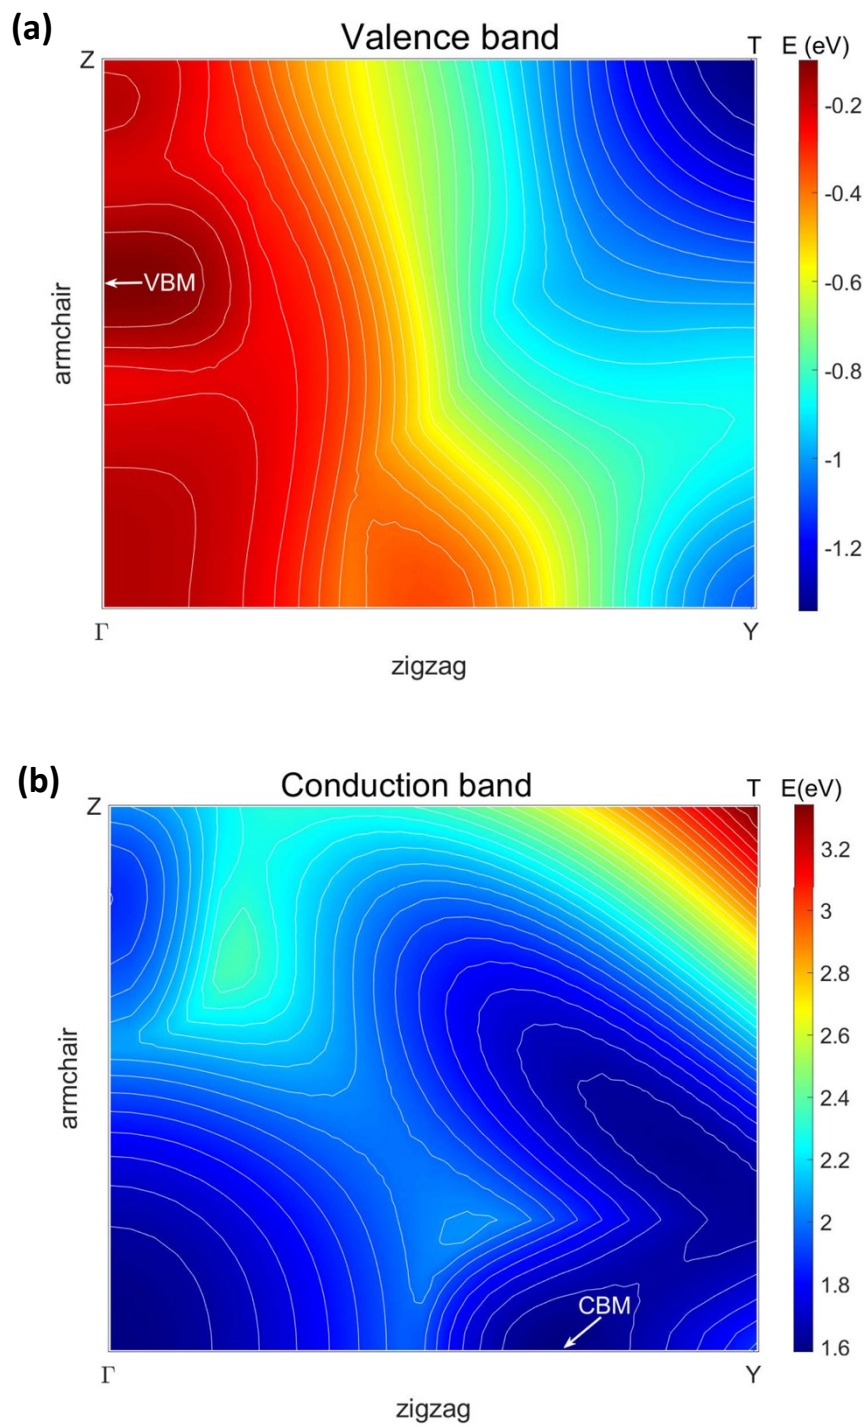 (a)
Valence band
Z
T E (eV)
-0.2
-0.4
-0.6
-0.8
-1
-1.2
VBM
armchair
Γ
Y
zigzag
(b)
Conduction band
Z
T E(eV)
3.2
3
2.8
2.6
2.4
2.2
2
1.8
1.6
armchair
CBM
Γ
Y
zigzag